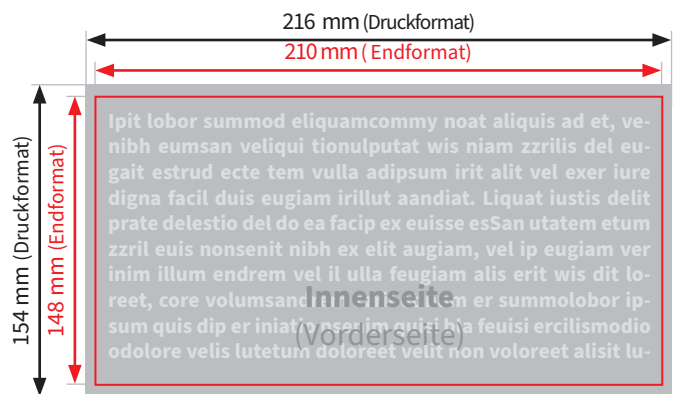 216 mm (Druckformat)
210 mm ( Endformat)
154 mm (Druckformat)
148 mm (Endformat)
Ipit lobor summod eliquamcommy noat aliquis ad et, ve-
nibh eumsan veliqui tionulputat wis niam zzrilis del eu-
gait estrud ecte tem vulla adipsum irit alit vel exer iure
digna facil duis eugiam irillut aandiat. Liquat iustis delit
prate delestio del do ea facip ex euisse esSan utatem etum
zzril euis nonsenit nibh ex elit augiam, vel ip eugiam ver
inim illum endrem vel il ulla feugiam alis erit wis dit lo-
reet, core volumsand er summolobor ip-
Innenseite
sum quis dip er feuisi ercilismodio
(Vorderseite)
odolore velis lutetum doloreet velit non voloreet alisit lu-